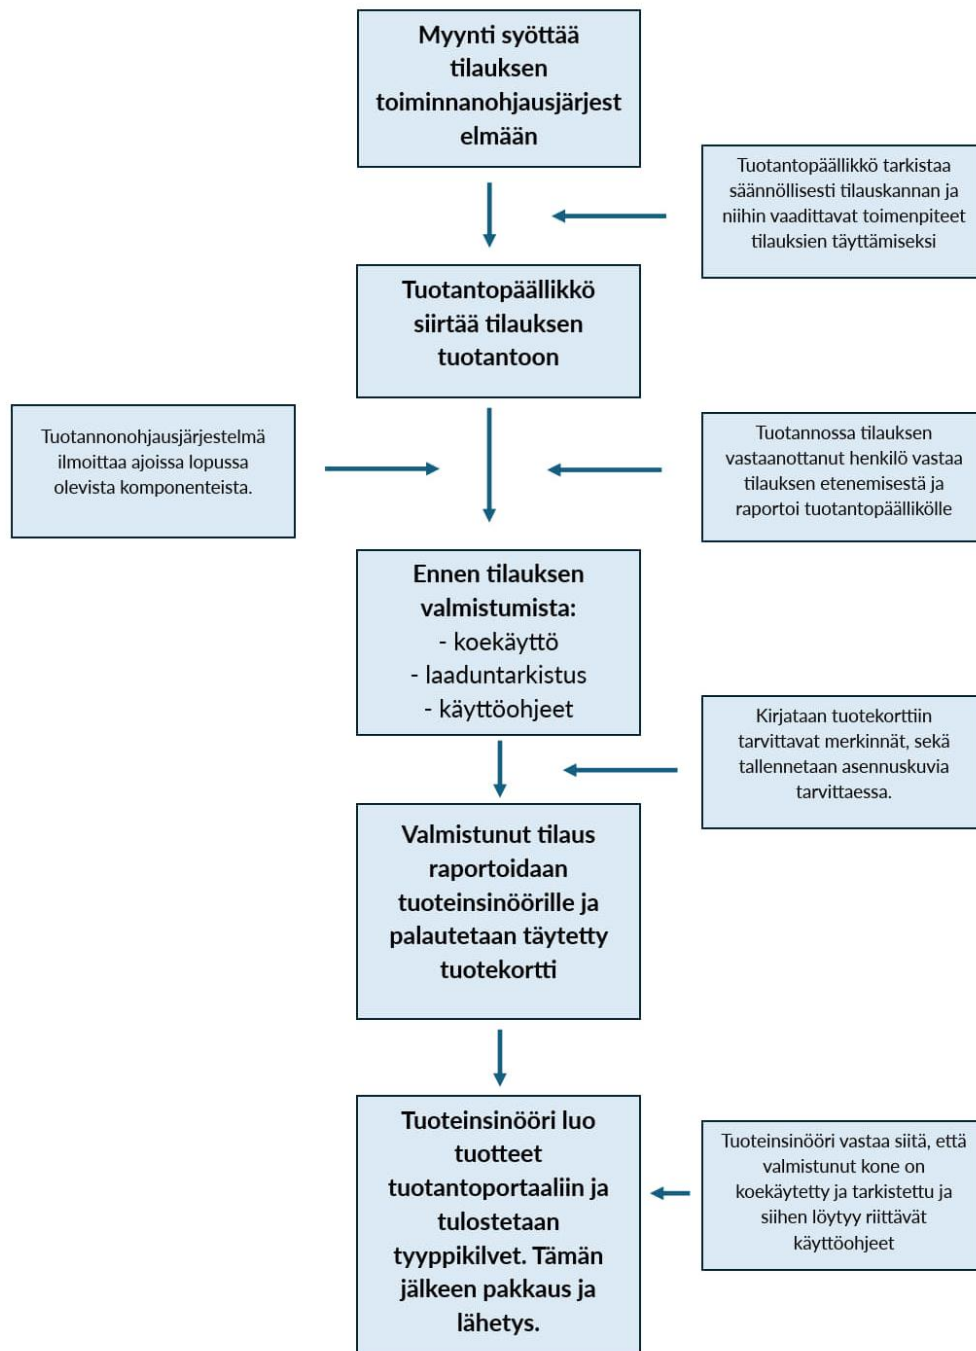 Myynti syöttää
tilauksen
toiminnanohjausjärjest
elmään
Tuotantopäällikkö tarkistaa
säännöllisesti tilauskannan ja
niihin vaadittavat toimenpiteet
tilauksien täyttämiseksi
Tuotantopäällikkö
siirtää tilauksen
tuotantoon
Tuotannonohjausjärjestelmä
ilmoittaa ajoissa lopussa
olevista komponenteista.
Tuotannossa tilauksen
vastaanottanut henkilö vastaa
tilauksen etenemisestä ja
raportoi tuotantopäällikölle
Ennen tilauksen
valmistumista:
- koekäyttö
- laaduntarkistus
- käyttöohjeet
Kirjataan tuotekorttiin
tarvittavat merkinnät, sekä
tallennetaan asennuskuvia
tarvittaessa.
Valmistunut tilaus
raportoidaan
tuoteinsinöörille ja
palautetaan täytetty
tuotekortti
Tuoteinsinööri luo
tuotteet
tuotantoportaaliin ja
tulostetaan
tyyppikilvet. Tämän
jälkeen pakkaus ja
lähetys.
Tuoteinsinööri vastaa siitä, että
valmistunut kone on
koekäytetty ja tarkistettu ja
siihen löytyy riittävät
käyttöohjeet